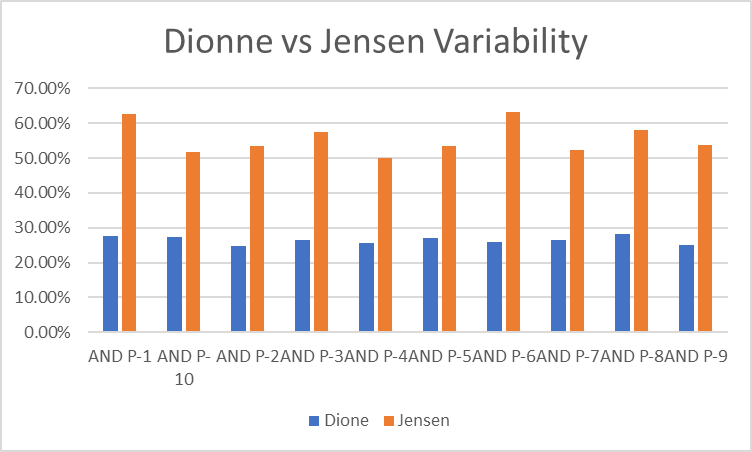 Dionne vs Jensen Variability
70.00%
60.00%
50.00%
40.00%
30.00%
20.00%
10.00%
0.00%
AND P-1 AND P-10 AND P-2 AND P-3 AND P-4 AND P-5 AND P-6 AND P-7 AND P-8 AND P-9
Dione Jensen